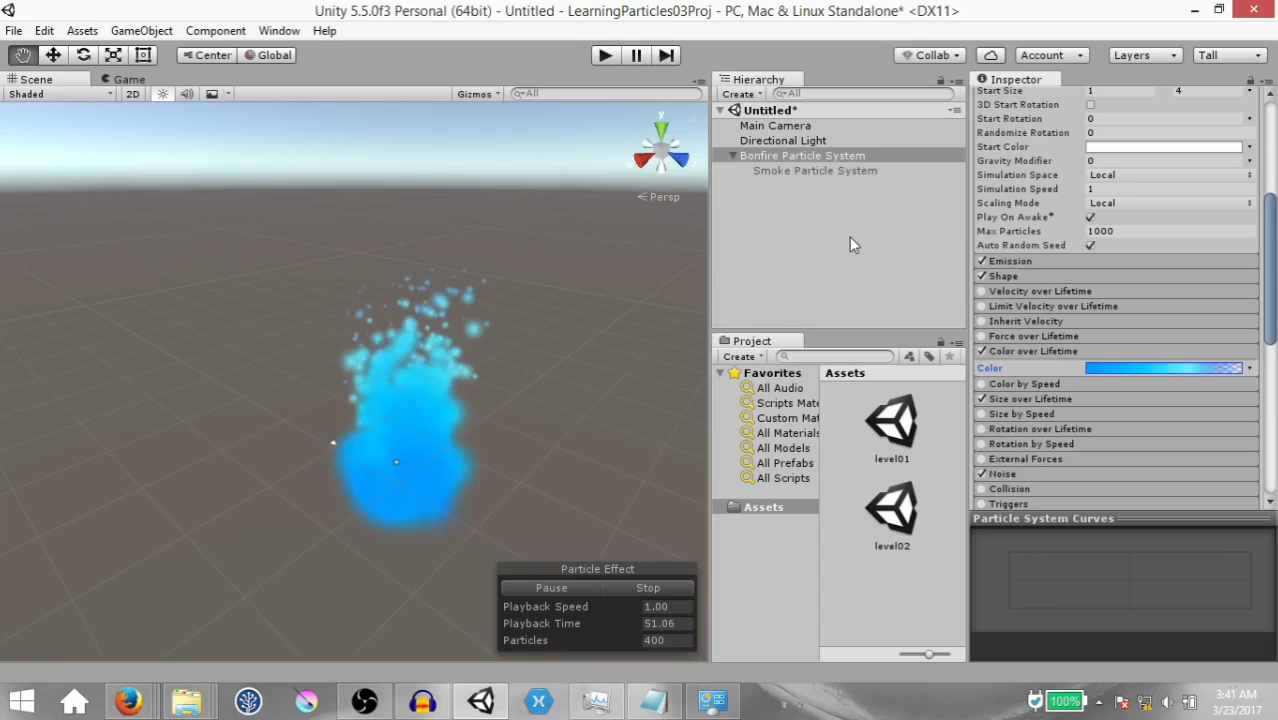 Unity 5.5.0f3 Personal (64bit) - Untitled - LearningParticles03Proj - PC, Mac & Linux Standalone* <DX11>
File Edit Assets GameObject Component Window Help
Center Global Collab Account Layers Tall
Scene Game
Shaded 2D Gizmos All
y
Persp
Particle Effect
Pause Stop
Playback Speed 1.00
Playback Time 51.06
Particles 400
Hierarchy
Create All
Untitled*
Main Camera
Directional Light
Bonfire Particle System
Smoke Particle System
Project
Create
Favorites
All Audio
Scripts Mate
Custom Mat
All Materials
All Models
All Prefabs
All Scripts
Assets
Assets
level01
level02
Inspector
Start Size 1 4
3D Start Rotation
Start Rotation 0
Randomize Rotation 0
Start Color
Gravity Modifier 0
Simulation Space Local
Simulation Speed 1
Scaling Mode Local
Play On Awake*
Max Particles 1000
Auto Random Seed
Emission
Shape
Velocity over Lifetime
Limit Velocity over Lifetime
Inherit Velocity
Force over Lifetime
Color over Lifetime
Color
Color by Speed
Size over Lifetime
Size by Speed
Rotation over Lifetime
Rotation by Speed
External Forces
Noise
Collision
Triggers
Particle System Curves
100%
3:41 AM
3/23/2017